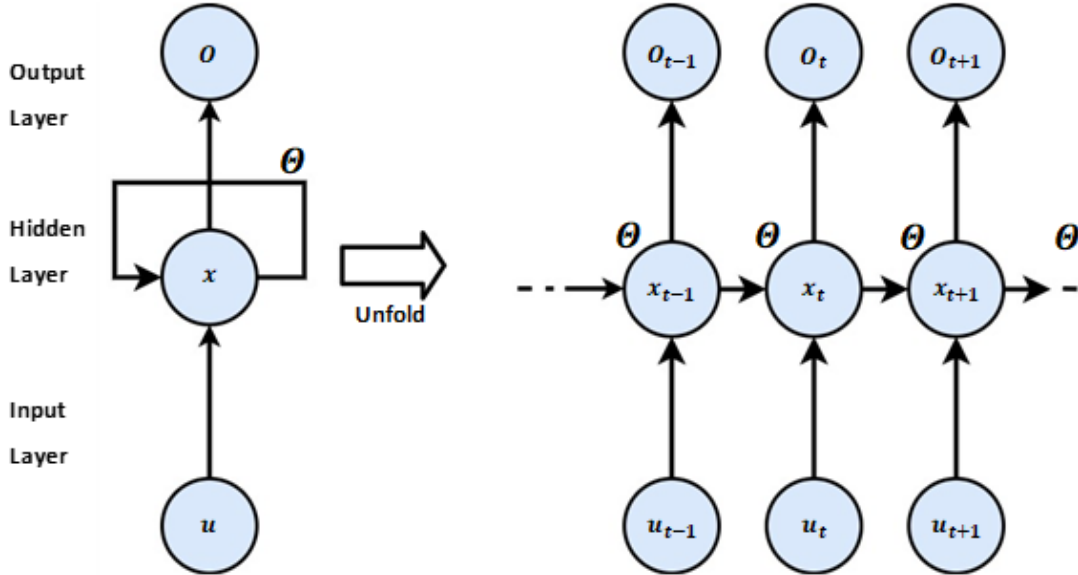 O
Output
Layer
Θ
Hidden
Layer
x
Input
Layer
u
Unfold
O_{t-1} O_t O_{t+1}
Θ Θ Θ Θ
x_{t-1} x_t x_{t+1}
u_{t-1} u_t u_{t+1}